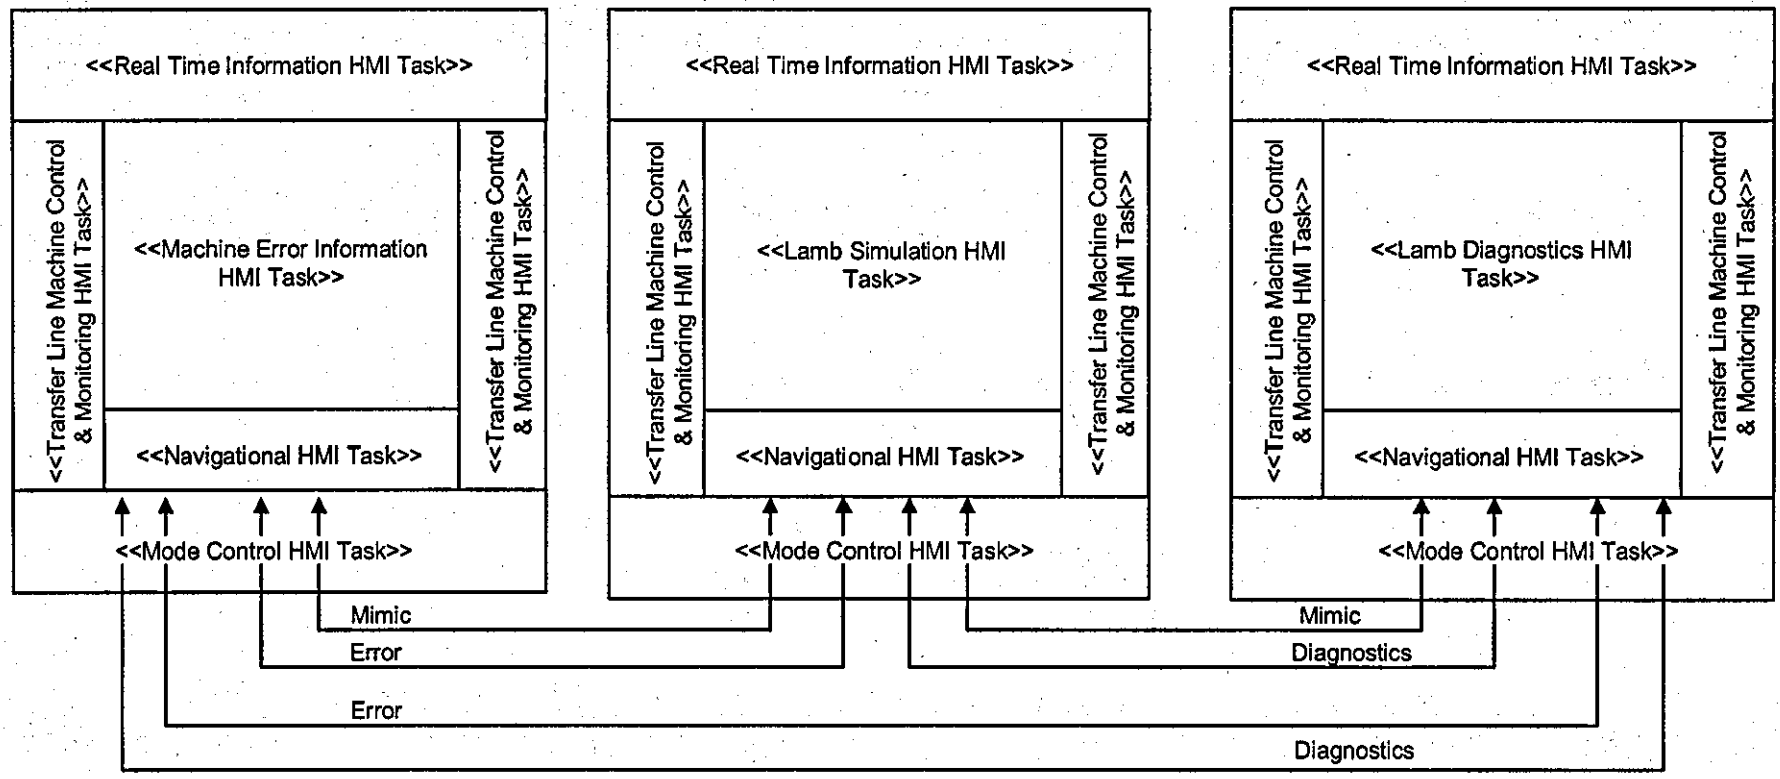 <<Real Time Information HMI Task>>
<<Transfer Line Machine Control
& Monitoring HMI Task>>
<<Machine Error Information
HMI Task>>
<<Transfer Line Machine Control
& Monitoring HMI Task>>
<<Navigational HMI Task>>
<<Mode Control HMI Task>>
<<Real Time Information HMI Task>>
<<Transfer Line Machine Control
& Monitoring HMI Task>>
<<Lamb Simulation HMI
Task>>
<<Transfer Line Machine Control
& Monitoring HMI Task>>
<<Navigational HMI Task>>
<<Mode Control HMI Task>>
<<Real Time Information HMI Task>>
<<Transfer Line Machine Control
& Monitoring HMI Task>>
<<Lamb Diagnostics HMI
Task>>
<<Transfer Line Machine Control
& Monitoring HMI Task>>
<<Navigational HMI Task>>
<<Mode Control HMI Task>>
Mimic
Mimic
Error
Diagnostics
Error
Diagnostics